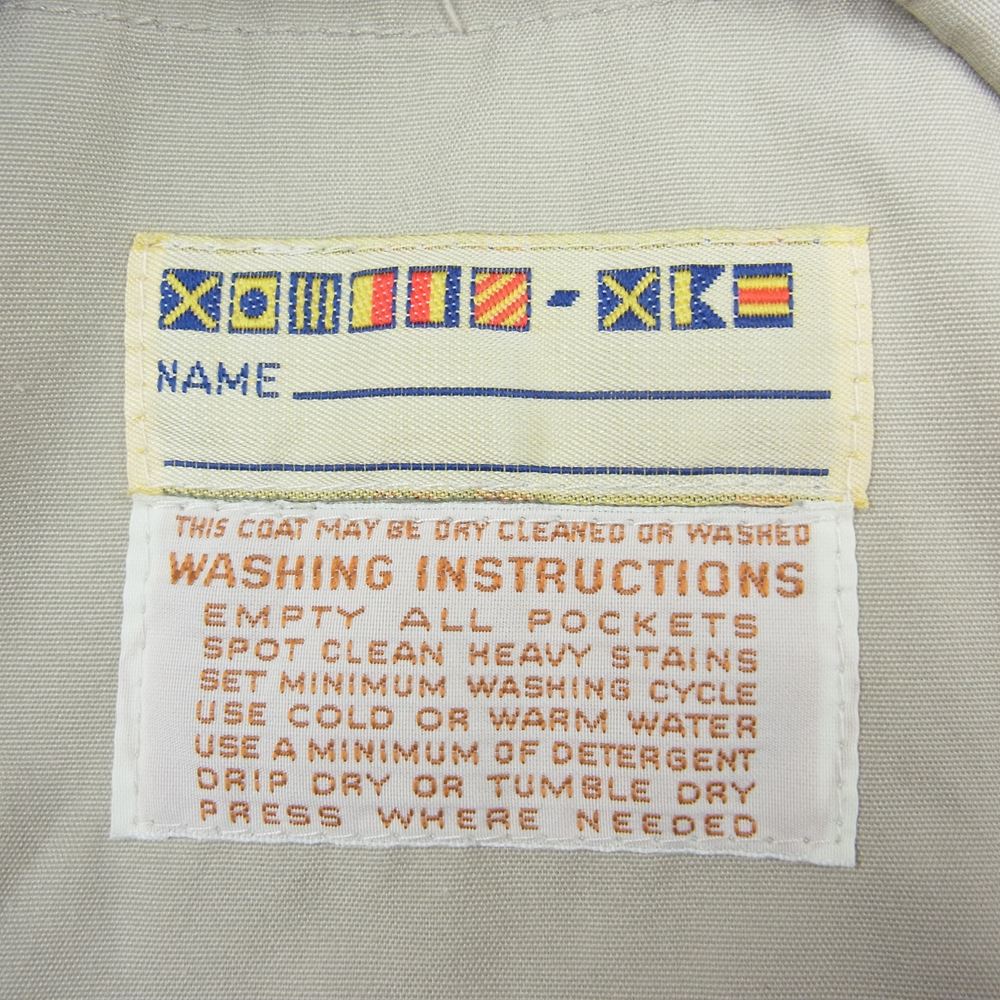 NAME
THIS COAT MAY BE DRY CLEANED OR WASHED
WASHING INSTRUCTIONS
EMPTY ALL POCKETS
SPOT CLEAN HEAVY STAINS
SET MINIMUM WASHING CYCLE
USE COLD OR WARM WATER
USE A MINIMUM OF DETERGENT
DRIP DRY OR TUMBLE DRY
PRESS WHERE NEEDED